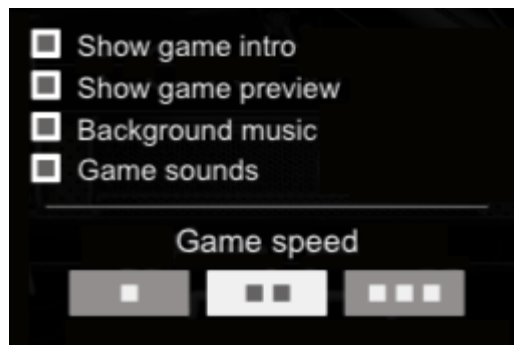 Show game intro
Show game preview
Background music
Game sounds
Game speed